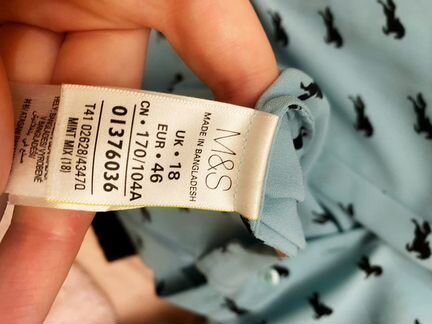 M&S
MADE IN BANGLADESH
UK • 18
EUR • 46
CN • 170/104A
01376036
T41 02628/4347Q
MINT MIX (18)